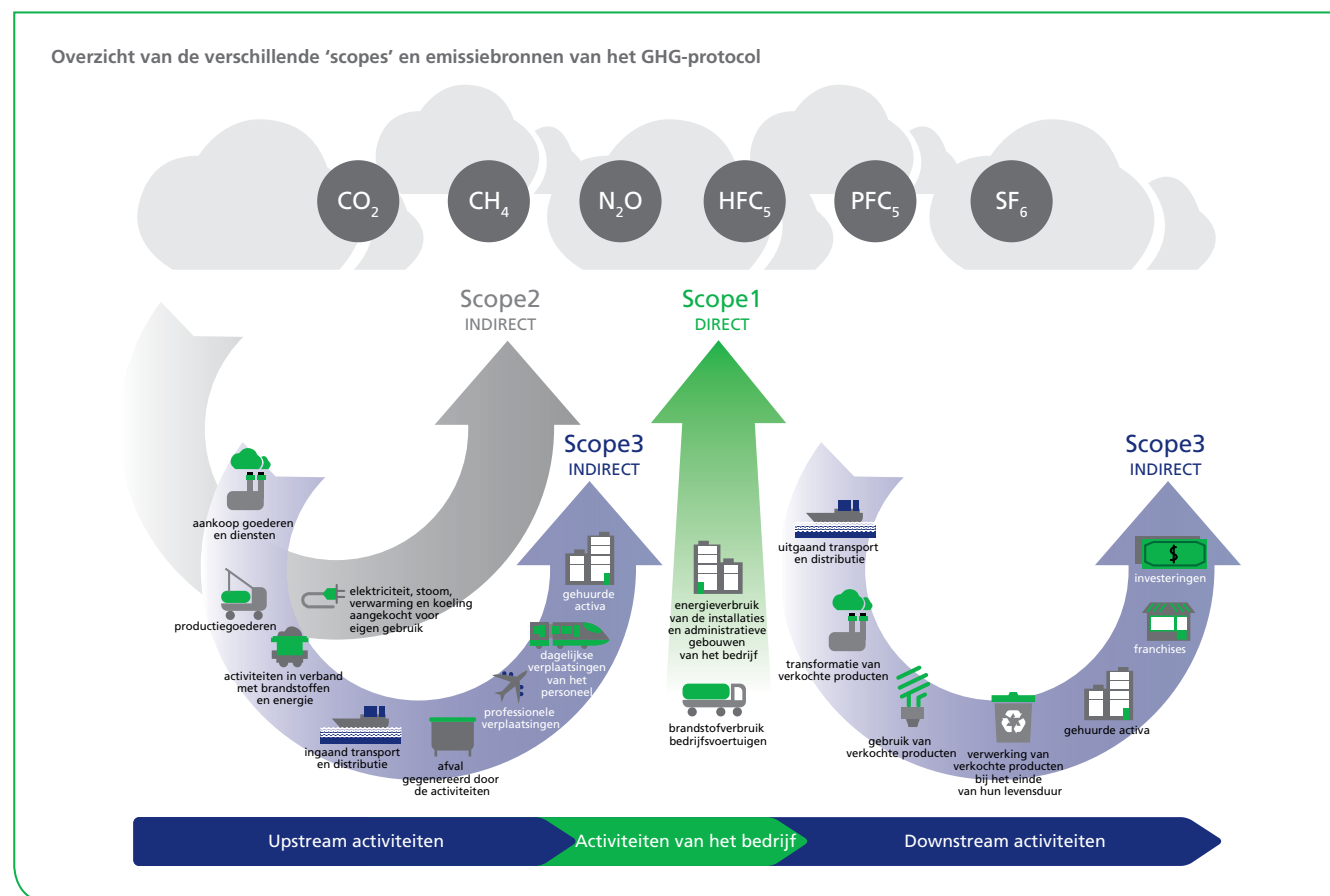 Overzicht van de verschillende ‘scopes’ en emissiebronnen van het GHG-protocol
CO₂
CH₄
N₂O
HFC₅
PFC₅
SF₆
Scope2
INDIRECT
Scope1
DIRECT
Scope3
INDIRECT
Scope3
INDIRECT
aankoop goederen
en diensten
productiegoederen
elektriciteit, stoom,
verwarming en koeling
aangekocht voor
eigen gebruik
activiteiten in verband
met brandstoffen
en energie
ingaand transport
en distributie
afval
gegenereerd door
de activiteiten
professionele
verplaatsingen
dagelijkse
verplaatsingen
van het
personeel
gehuurde
activa
energieverbruik
van de installaties
en administratieve
gebouwen
van het bedrijf
brandstofverbruik
bedrijfsvoertuigen
uitgaand transport
en distributie
transformatie van
verkochte producten
gebruik van
verkochte producten
verwerking van
verkochte producten
bij het einde
van hun levensduur
gehuurde activa
franchises
$
investeringen
Upstream activiteiten
Activiteiten van het bedrijf
Downstream activiteiten